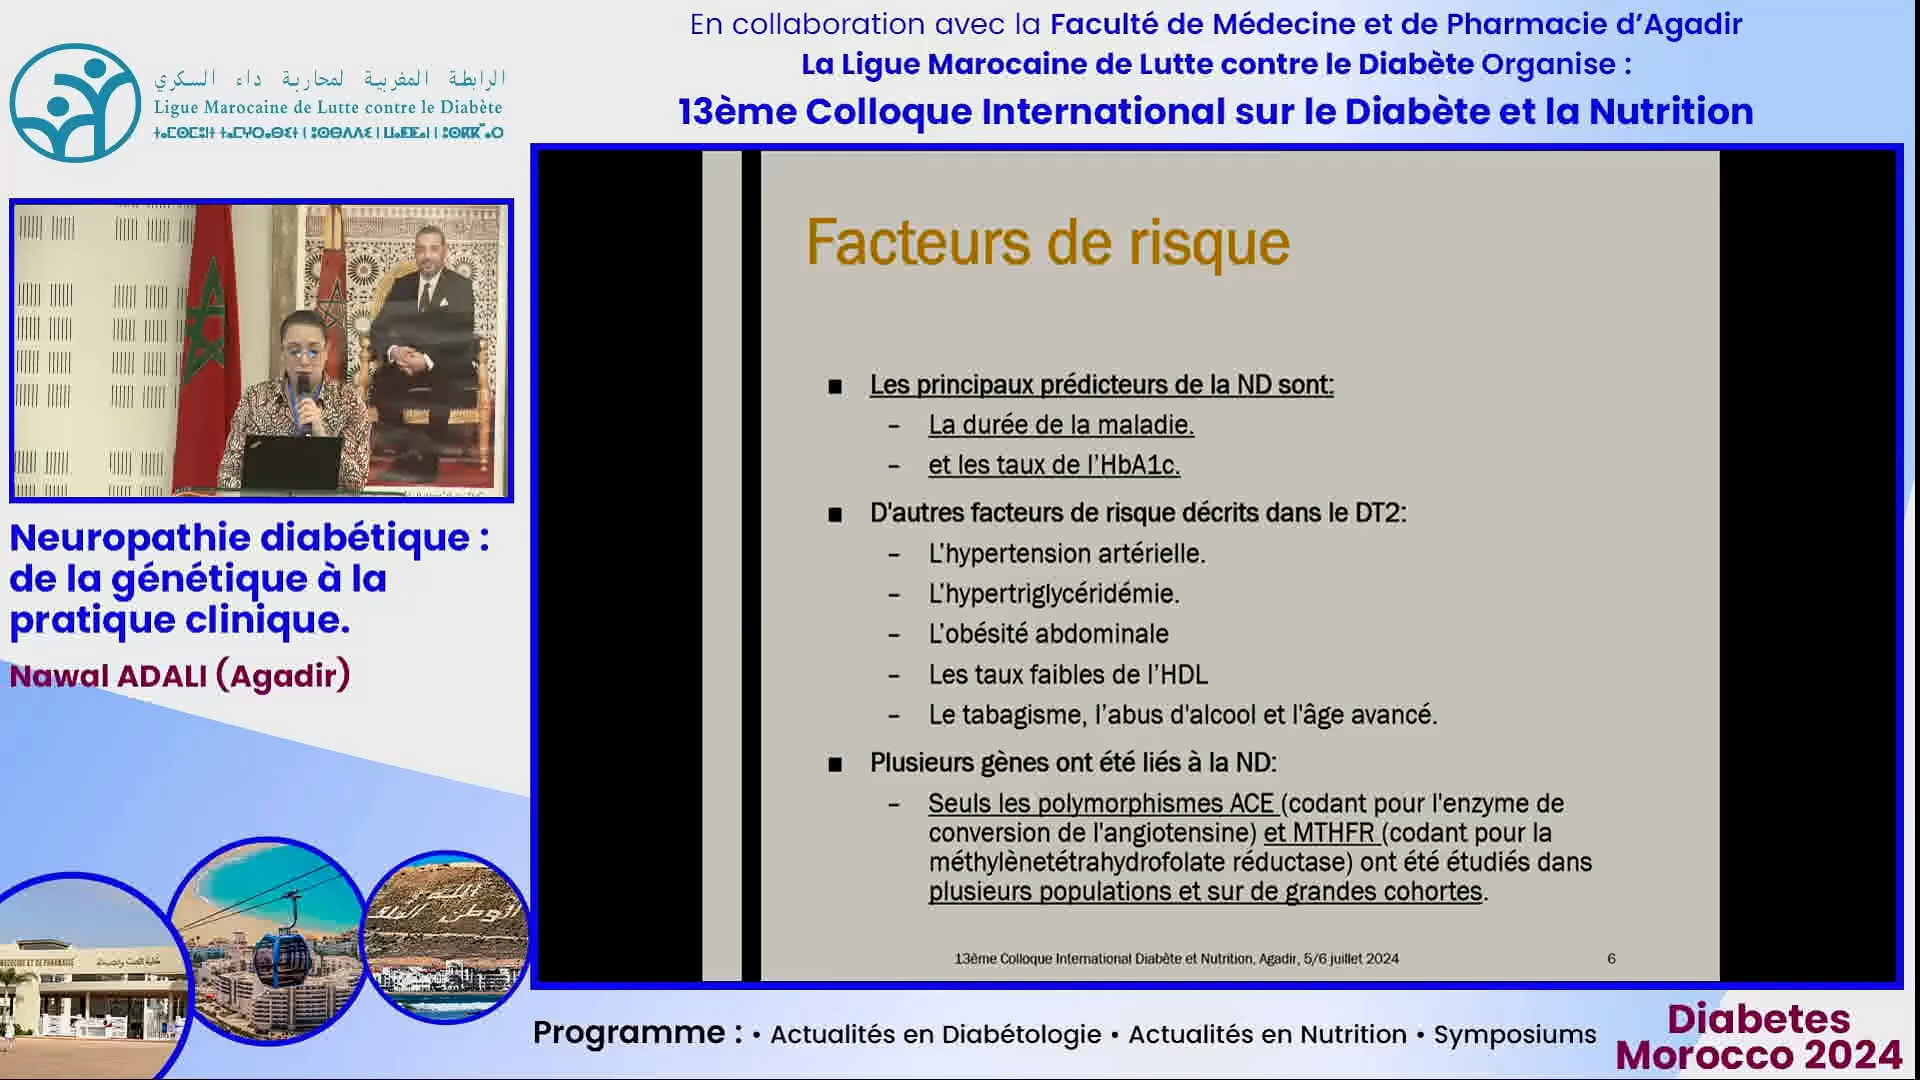 En collaboration avec la Faculté de Médecine et de Pharmacie d'Agadir
La Ligue Marocaine de Lutte contre le Diabète Organise :
13ème Colloque International sur le Diabète et la Nutrition
الرابطة المغربية لمحاربة داء السكري
Ligue Marocaine de Lutte contre le Diabète
Neuropathie diabétique :
de la génétique à la
pratique clinique.
Nawal ADALI (Agadir)
Facteurs de risque
■ Les principaux prédicteurs de la ND sont:
– La durée de la maladie.
– et les taux de l'HbA1c.
■ D'autres facteurs de risque décrits dans le DT2:
– L'hypertension artérielle.
– L'hypertriglycéridémie.
– L'obésité abdominale
– Les taux faibles de l'HDL
– Le tabagisme, l'abus d'alcool et l'âge avancé.
■ Plusieurs gènes ont été liés à la ND:
– Seuls les polymorphismes ACE (codant pour l'enzyme de
conversion de l'angiotensine) et MTHFR (codant pour la
méthylènetétrahydrofolate réductase) ont été étudiés dans
plusieurs populations et sur de grandes cohortes.
13ème Colloque International Diabète et Nutrition, Agadir, 5/6 juillet 2024
6
الله
الوطن الملك
Programme : • Actualités en Diabétologie • Actualités en Nutrition • Symposiums
Diabetes
Morocco 2024